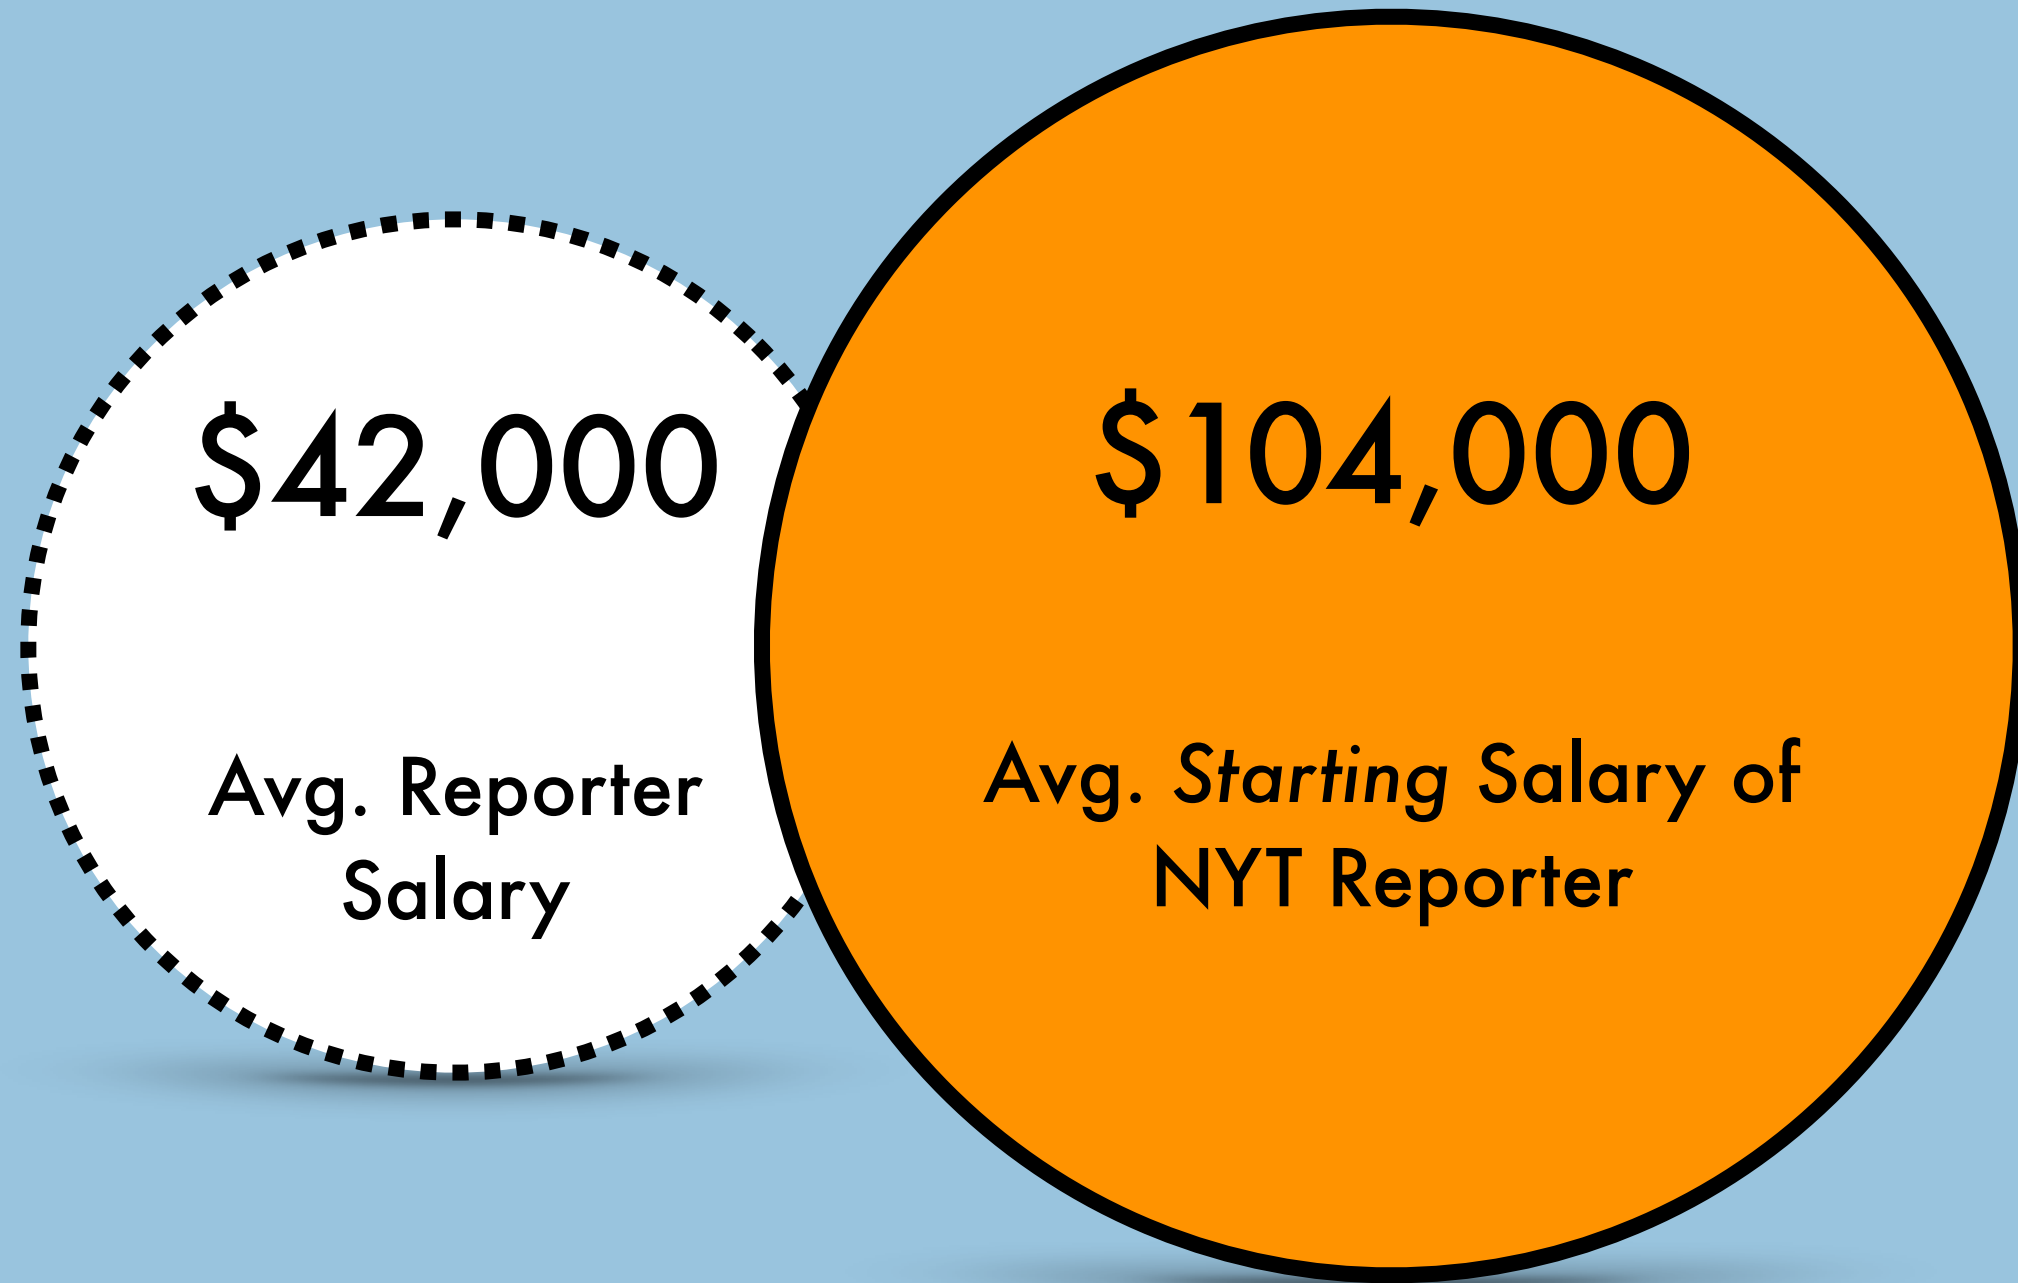 $42,000
Avg. Reporter
Salary
$104,000
Avg. Starting Salary of
NYT Reporter